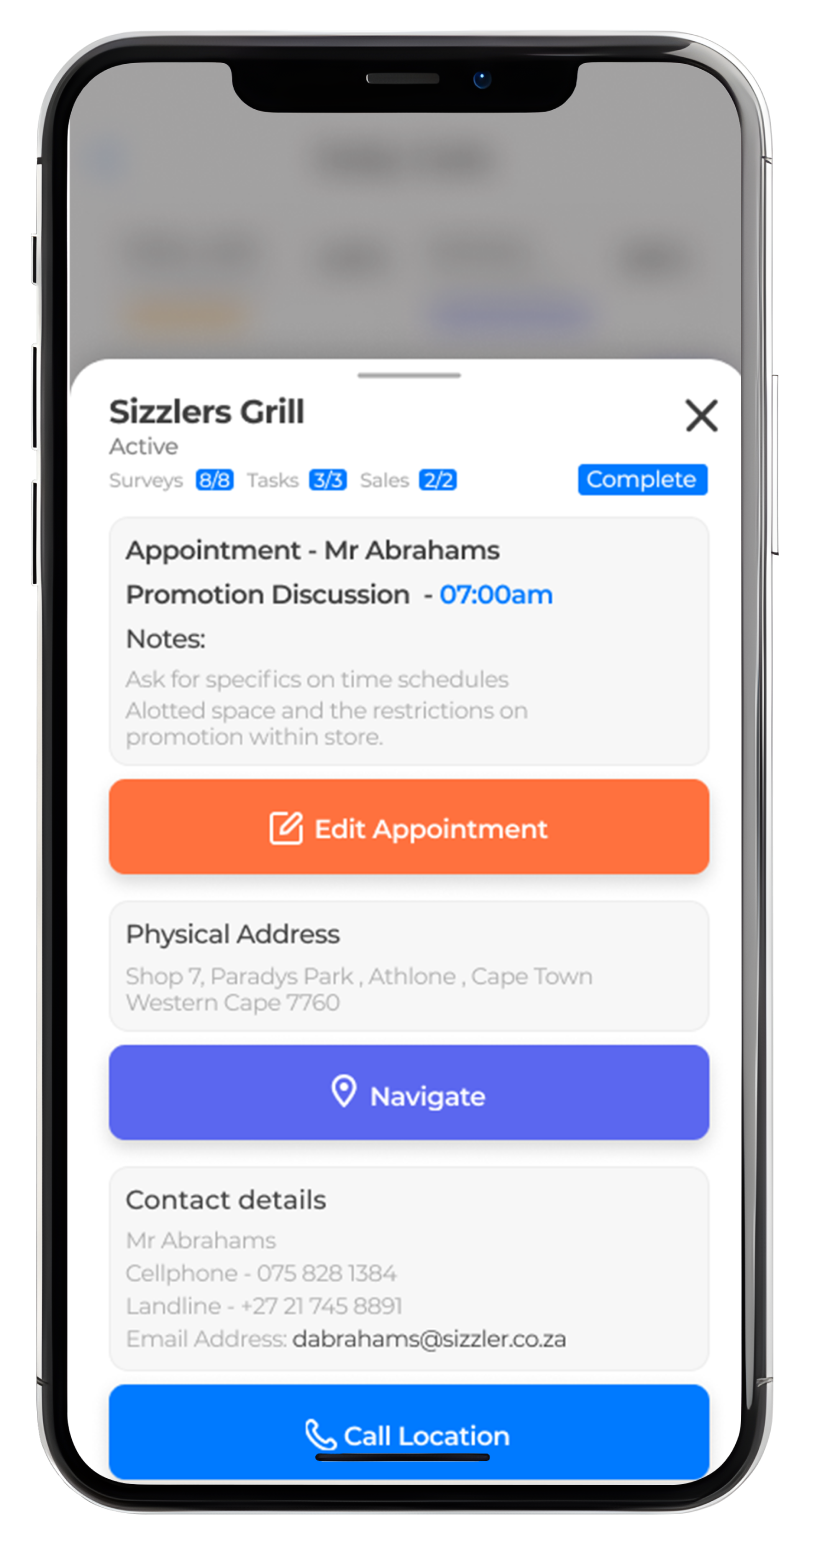 Sizzlers Grill
Active
Surveys 8/8 Tasks 3/3 Sales 2/2 Complete
Appointment - Mr Abrahams
Promotion Discussion - 07:00am
Notes:
Ask for specifics on time schedules
Alotted space and the restrictions on
promotion within store.
Edit Appointment
Physical Address
Shop 7, Paradys Park , Athlone , Cape Town
Western Cape 7760
Navigate
Contact details
Mr Abrahams
Cellphone - 075 828 1384
Landline - +27 21 745 8891
Email Address: dabrahams@sizzler.co.za
Call Location